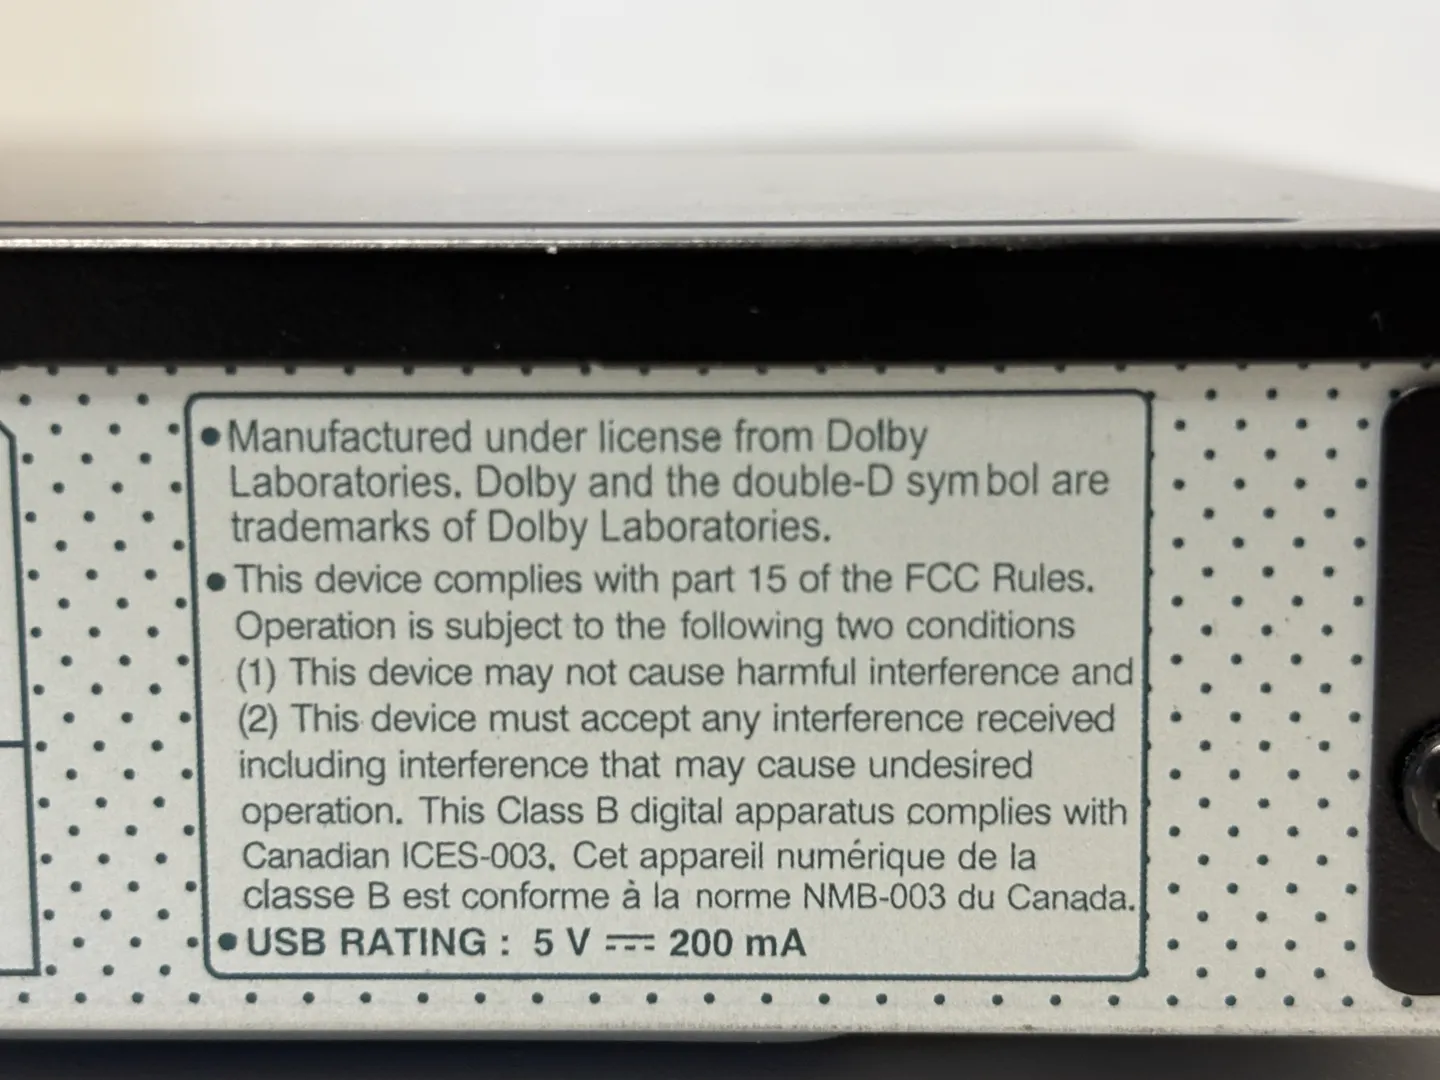 •Manufactured under license from Dolby
Laboratories. Dolby and the double-D symbol are
trademarks of Dolby Laboratories.
•This device complies with part 15 of the FCC Rules.
Operation is subject to the following two conditions
(1) This device may not cause harmful interference and
(2) This device must accept any interference received
including interference that may cause undesired
operation. This Class B digital apparatus complies with
Canadian ICES-003. Cet appareil numérique de la
classe B est conforme à la norme NMB-003 du Canada.
•USB RATING : 5 V ⎓ 200 mA